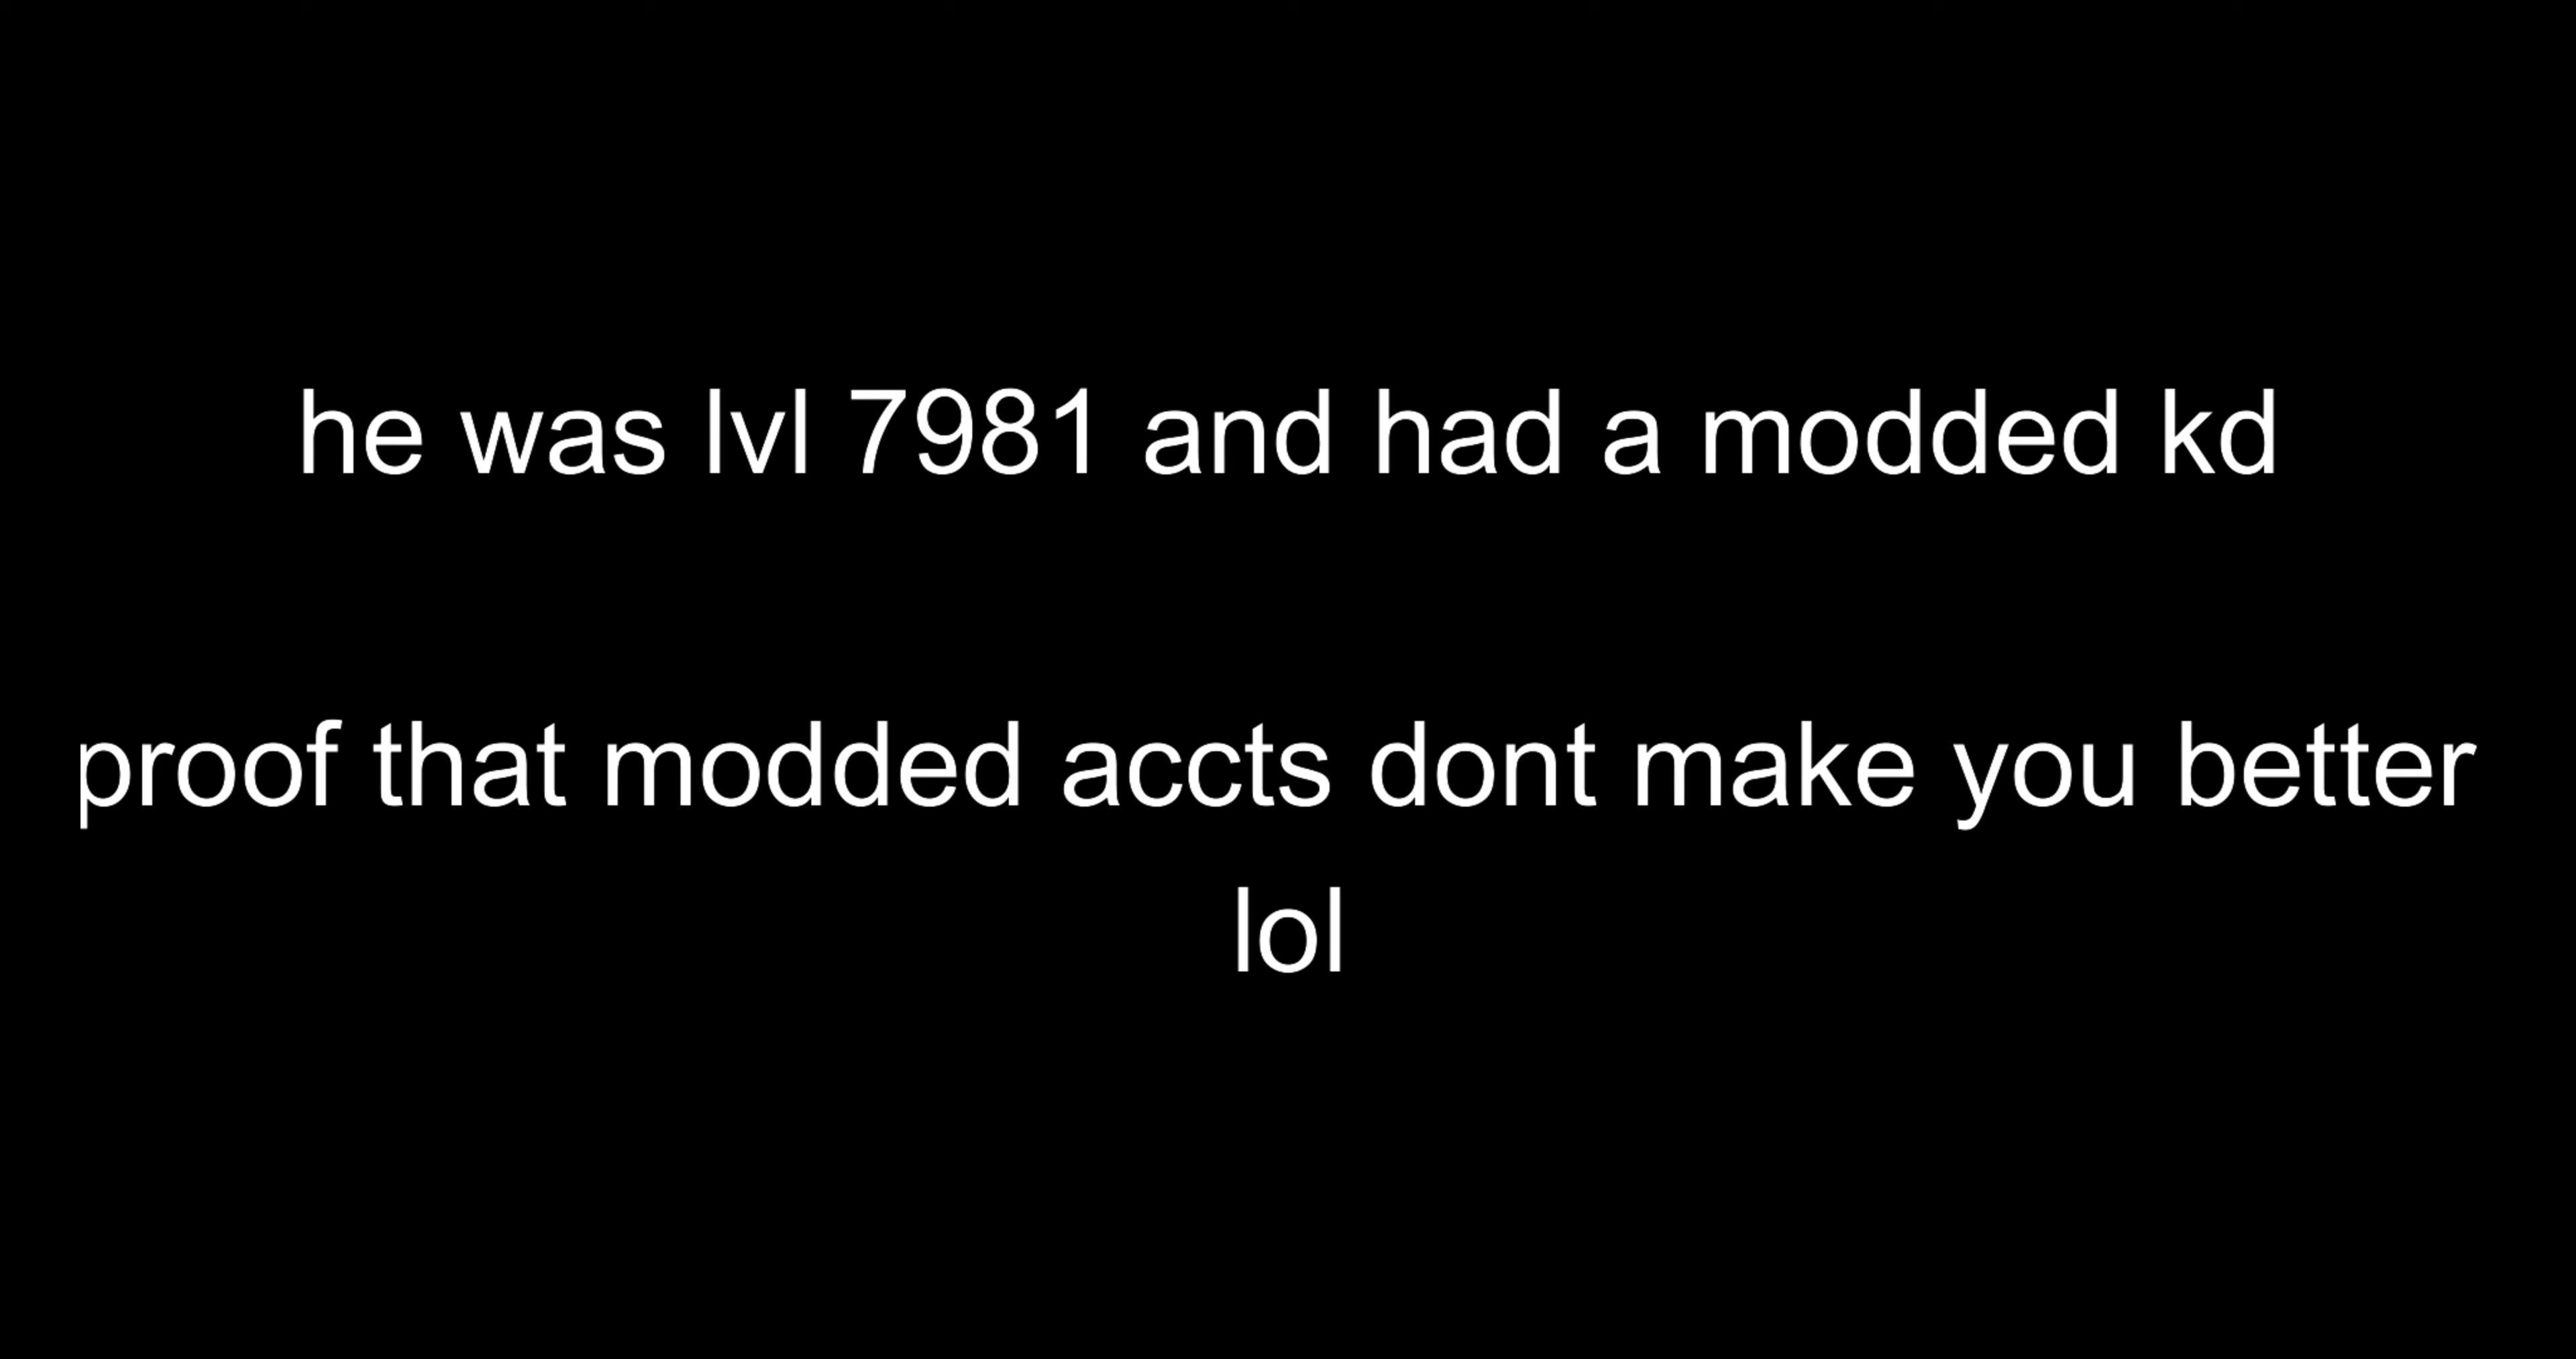 he was lvl 7981 and had a modded kd
proof that modded accts dont make you better
lol